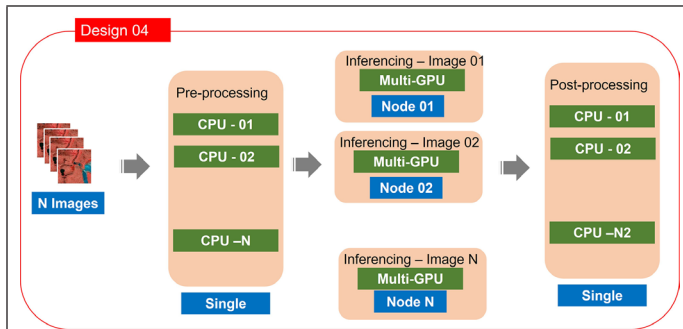 Design 04
N Images
Pre-processing
CPU - 01
CPU - 02
CPU –N
Single
Inferencing – Image 01
Multi-GPU
Node 01
Inferencing – Image 02
Multi-GPU
Node 02
Inferencing – Image N
Multi-GPU
Node N
Post-processing
CPU - 01
CPU - 02
CPU –N2
Single